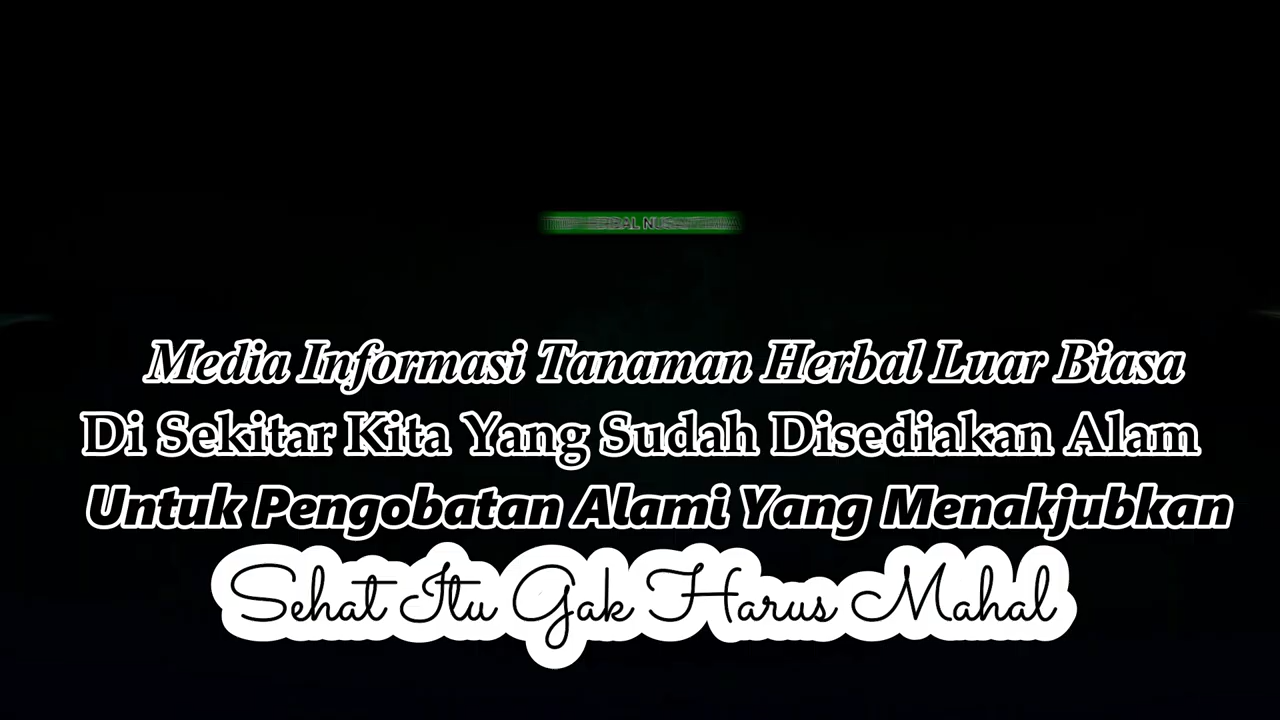 Media Informasi Tanaman Herbal Luar Biasa
Di Sekitar Kita Yang Sudah Disediakan Alam
Untuk Pengobatan Alami Yang Menakjubkan
Sehat Itu Gak Harus Mahal